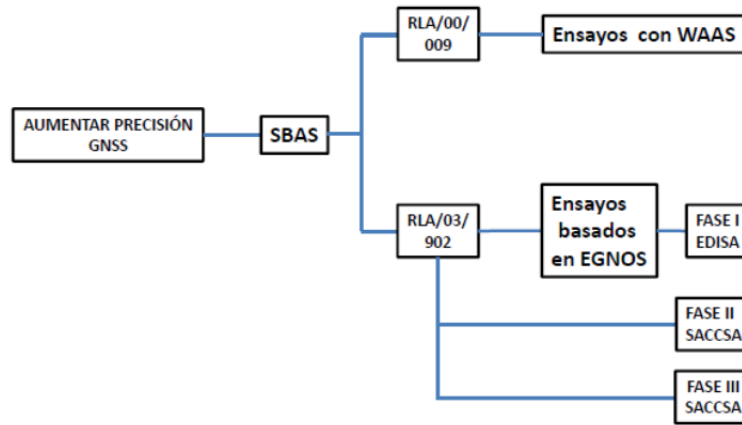 RLA/00/
009
Ensayos con WAAS
AUMENTAR PRECISIÓN
GNSS
SBAS
RLA/03/
902
Ensayos
basados
en EGNOS
FASE I
EDISA
FASE II
SACCSA
FASE III
SACCSA